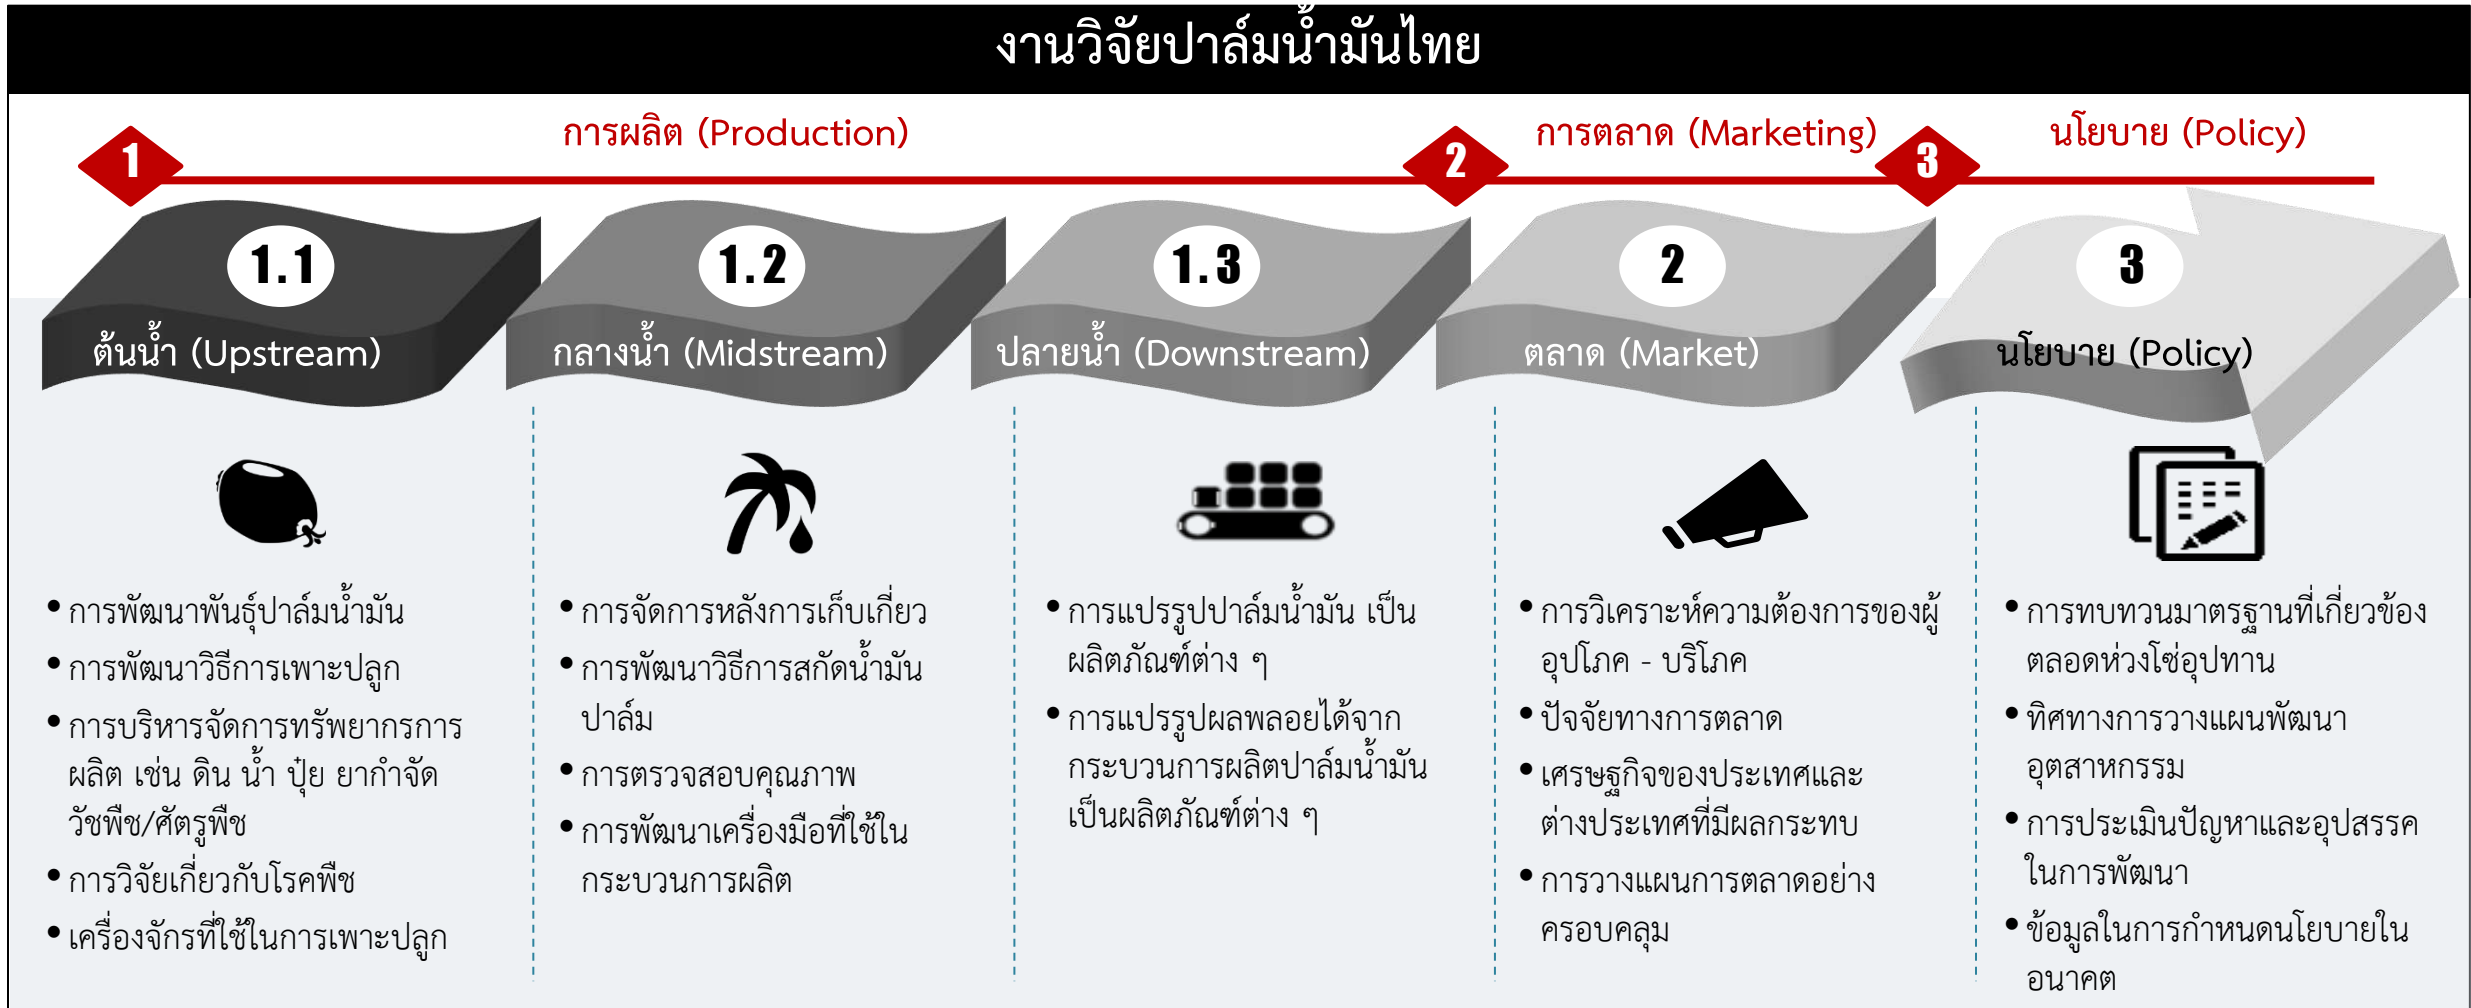 งานวิจัยปาล์มน้ำมันไทย
1
การผลิต (Production)
2
การตลาด (Marketing)
3
นโยบาย (Policy)
1.1
ต้นน้ำ (Upstream)
1.2
กลางน้ำ (Midstream)
1.3
ปลายน้ำ (Downstream)
2
ตลาด (Market)
3
นโยบาย (Policy)
• การพัฒนาพันธุ์ปาล์มน้ำมัน
• การพัฒนาวิธีการเพาะปลูก
• การบริหารจัดการทรัพยากรการ
ผลิต เช่น ดิน น้ำ ปุ๋ย ยากำจัด
วัชพืช/ศัตรูพืช
• การวิจัยเกี่ยวกับโรคพืช
• เครื่องจักรที่ใช้ในการเพาะปลูก
• การจัดการหลังการเก็บเกี่ยว
• การพัฒนาวิธีการสกัดน้ำมัน
ปาล์ม
• การตรวจสอบคุณภาพ
• การพัฒนาเครื่องมือที่ใช้ใน
กระบวนการผลิต
• การแปรรูปปาล์มน้ำมัน เป็น
ผลิตภัณฑ์ต่าง ๆ
• การแปรรูปผลพลอยได้จาก
กระบวนการผลิตปาล์มน้ำมัน
เป็นผลิตภัณฑ์ต่าง ๆ
• การวิเคราะห์ความต้องการของผู้
อุปโภค - บริโภค
• ปัจจัยทางการตลาด
• เศรษฐกิจของประเทศและ
ต่างประเทศที่มีผลกระทบ
• การวางแผนการตลาดอย่าง
ครอบคลุม
• การทบทวนมาตรฐานที่เกี่ยวข้อง
ตลอดห่วงโซ่อุปทาน
• ทิศทางการวางแผนพัฒนา
อุตสาหกรรม
• การประเมินปัญหาและอุปสรรค
ในการพัฒนา
• ข้อมูลในการกำหนดนโยบายใน
อนาคต